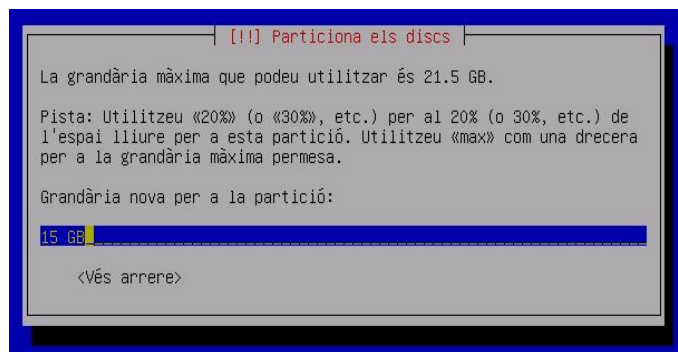 [!!] Particiona els discs
La grandària màxima que podeu utilitzar és 21.5 GB.
Pista: Utilitzeu «20%» (o «30%», etc.) per al 20% (o 30%, etc.) de
l'espai lliure per a esta partició. Utilitzeu «max» com una drecera
per a la grandària màxima permesa.
Grandària nova per a la partició:
15 GB
<Vés arrere>